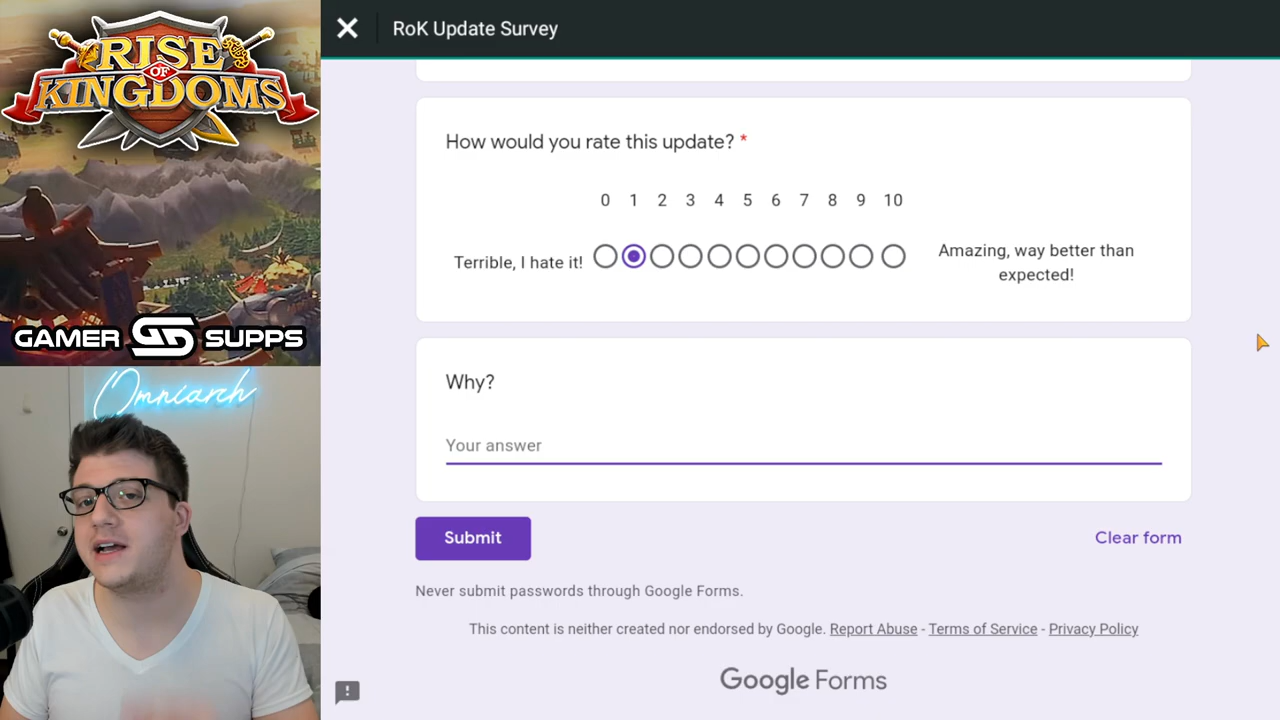 RISE
OF
KINGDOMS
GAMER GS SUPPS
Omniarch
RoK Update Survey
How would you rate this update? *
0 1 2 3 4 5 6 7 8 9 10
Terrible, I hate it!
Amazing, way better than
expected!
Why?
Your answer
Submit
Clear form
Never submit passwords through Google Forms.
This content is neither created nor endorsed by Google. Report Abuse - Terms of Service - Privacy Policy
Google Forms